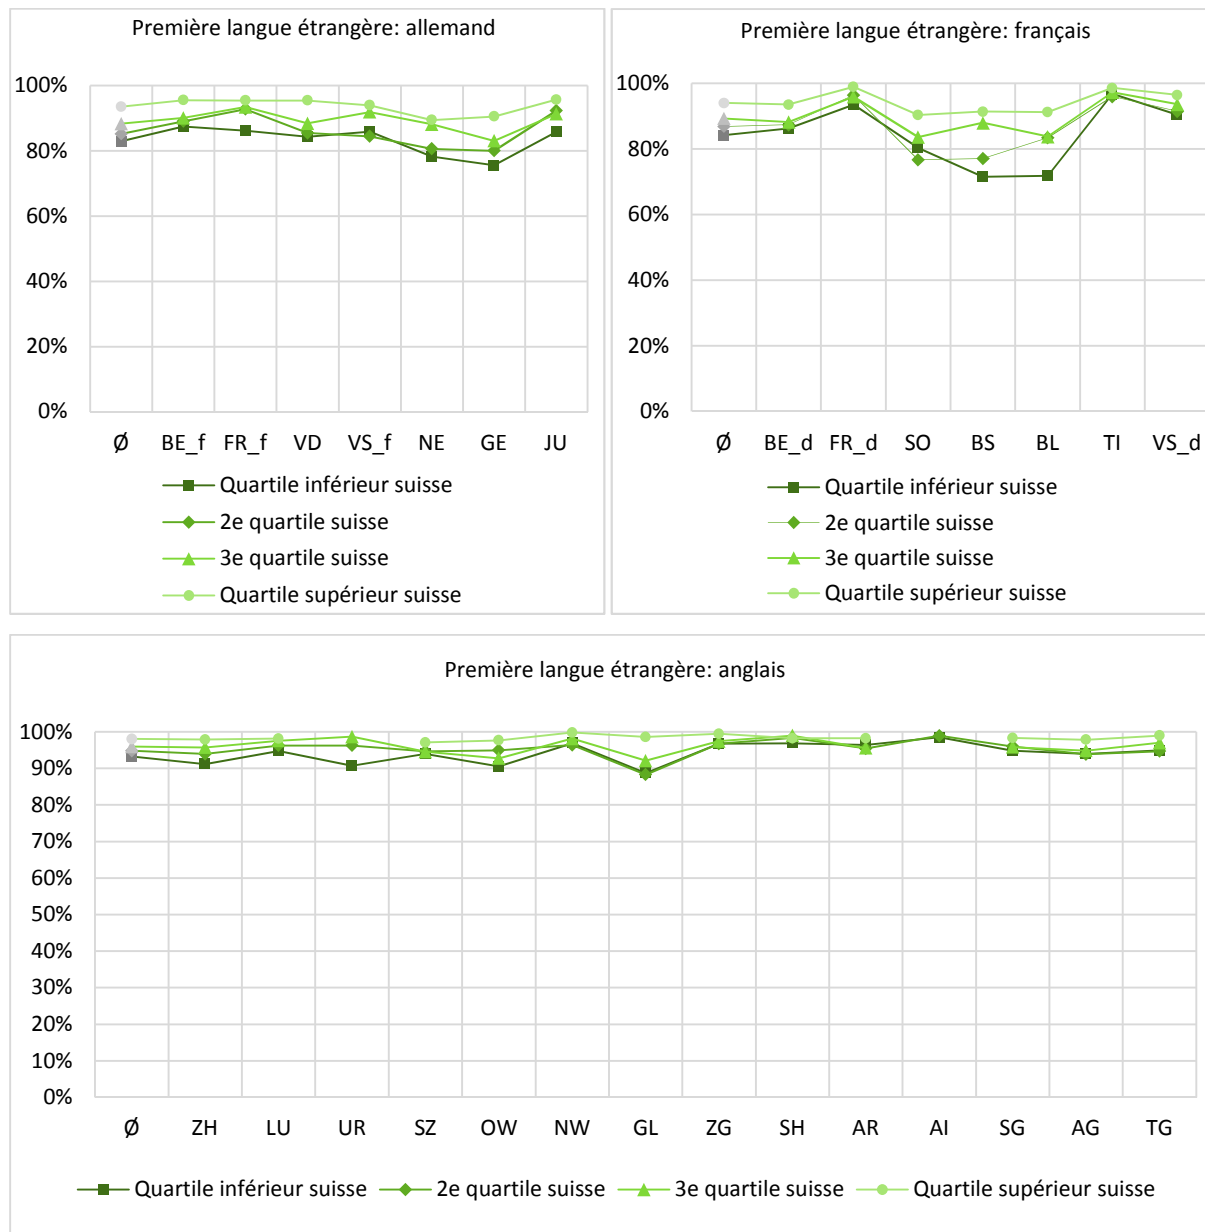 Première langue étrangère: allemand
100%
80%
60%
40%
20%
0%
Ø BE_f FR_f VD VS_f NE GE JU
Quartile inférieur suisse
2e quartile suisse
3e quartile suisse
Quartile supérieur suisse
Première langue étrangère: français
100%
80%
60%
40%
20%
0%
Ø BE_d FR_d SO BS BL TI VS_d
Quartile inférieur suisse
2e quartile suisse
3e quartile suisse
Quartile supérieur suisse
Première langue étrangère: anglais
100%
90%
80%
70%
60%
50%
40%
30%
20%
10%
0%
Ø ZH LU UR SZ OW NW GL ZG SH AR AI SG AG TG
Quartile inférieur suisse 2e quartile suisse 3e quartile suisse Quartile supérieur suisse